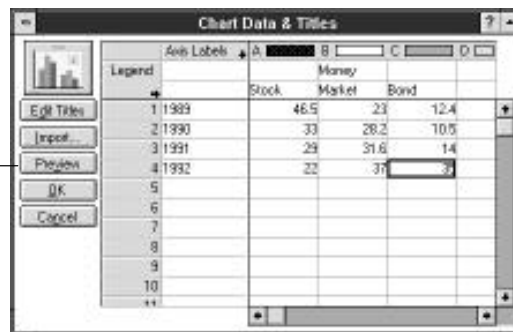 Chart Data & Titles ?
Axis Labels A B C D
Legend Money
Stock Market Bond
Edit Titles 1 1989 46.5 23 12.4
Import... 2 1990 33 28.2 10.5
3 1991 29 31.6 14
Preview 4 1992 22 37
OK 5
Cancel 6
7
8
9
10
11